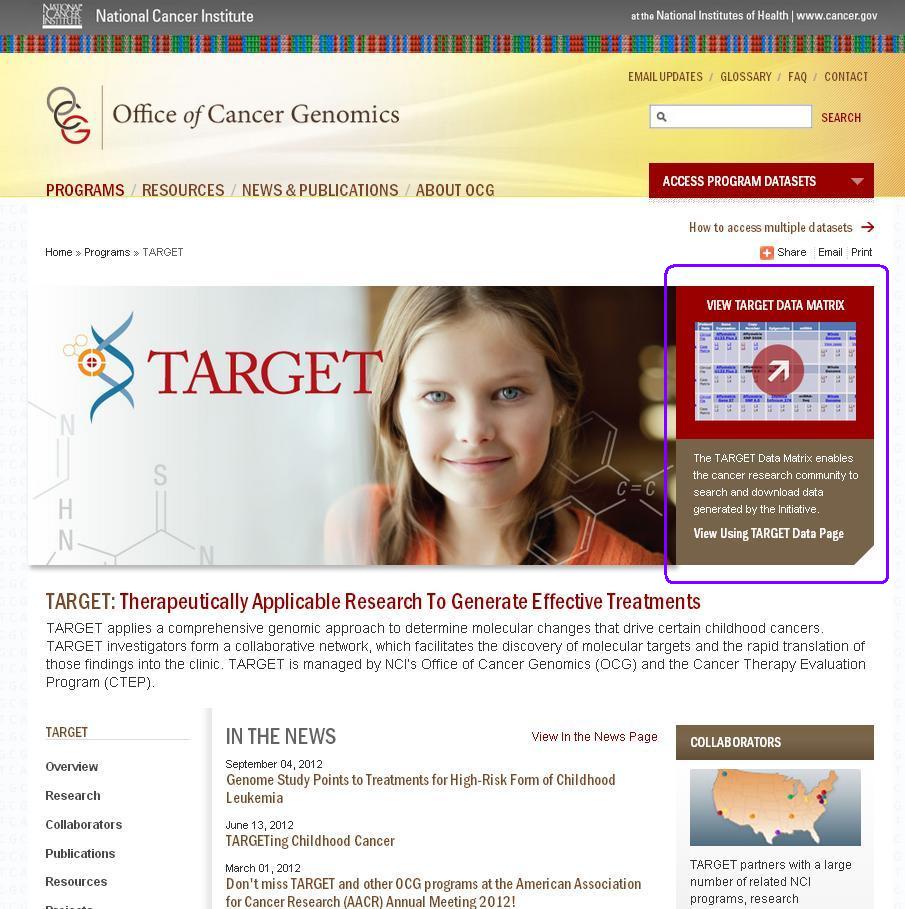 NATIONAL CANCER INSTITUTE
National Cancer Institute
at the National Institutes of Health | www.cancer.gov
EMAIL UPDATES / GLOSSARY / FAQ / CONTACT
OCG
Office of Cancer Genomics
SEARCH
PROGRAMS / RESOURCES / NEWS & PUBLICATIONS / ABOUT OCG
ACCESS PROGRAM DATASETS
How to access multiple datasets
Home » Programs » TARGET
Share Email Print
TARGET
N
H
N
S
N
C=C
VIEW TARGET DATA MATRIX
The TARGET Data Matrix enables
the cancer research community to
search and download data
generated by the Initiative.
View Using TARGET Data Page
TARGET: Therapeutically Applicable Research To Generate Effective Treatments
TARGET applies a comprehensive genomic approach to determine molecular changes that drive certain childhood cancers.
TARGET investigators form a collaborative network, which facilitates the discovery of molecular targets and the rapid translation of
those findings into the clinic. TARGET is managed by NCI's Office of Cancer Genomics (OCG) and the Cancer Therapy Evaluation
Program (CTEP).
TARGET
Overview
Research
Collaborators
Publications
Resources
IN THE NEWS
View In the News Page
September 04, 2012
Genome Study Points to Treatments for High-Risk Form of Childhood
Leukemia
June 13, 2012
TARGETing Childhood Cancer
March 01, 2012
Don't miss TARGET and other OCG programs at the American Association
for Cancer Research (AACR) Annual Meeting 2012!
COLLABORATORS
TARGET partners with a large
number of related NCI
programs, research